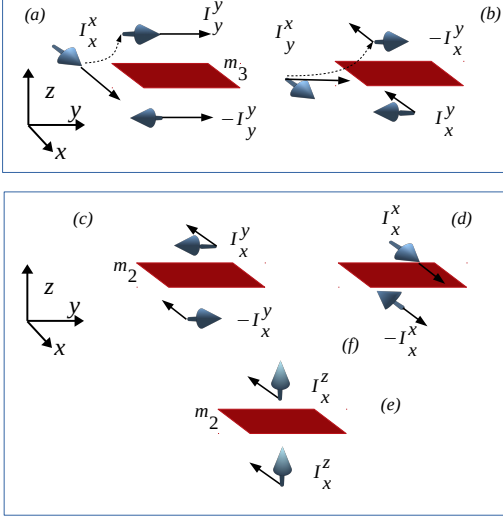 (a)
I_x^x
I_y^y
m_3
-I_y^y
z
y
x
(b)
I_y^x
-I_x^y
I_x^y
(c)
I_x^y
m_2
-I_x^y
z
y
x
(d)
I_x^x
-I_x^x
(f)
I_x^z
(e)
m_2
I_x^z